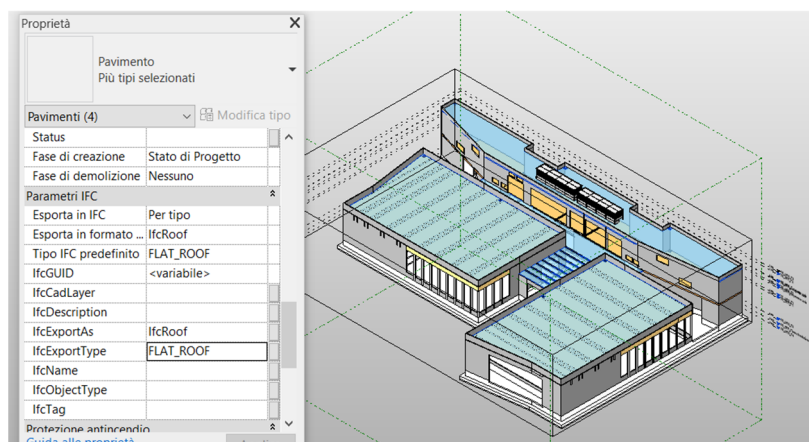 Proprietà
Pavimento
Più tipi selezionati
Pavimenti (4)
Modifica tipo
Status
Fase di creazione Stato di Progetto
Fase di demolizione Nessuno
Parametri IFC
Esporta in IFC Per tipo
Esporta in formato ... IfcRoof
Tipo IFC predefinito FLAT_ROOF
IfcGUID <variabile>
IfcCadLayer
IfcDescription
IfcExportAs IfcRoof
IfcExportType FLAT_ROOF
IfcName
IfcObjectType
IfcTag
Protezione antincendio
Guida alle proprietà